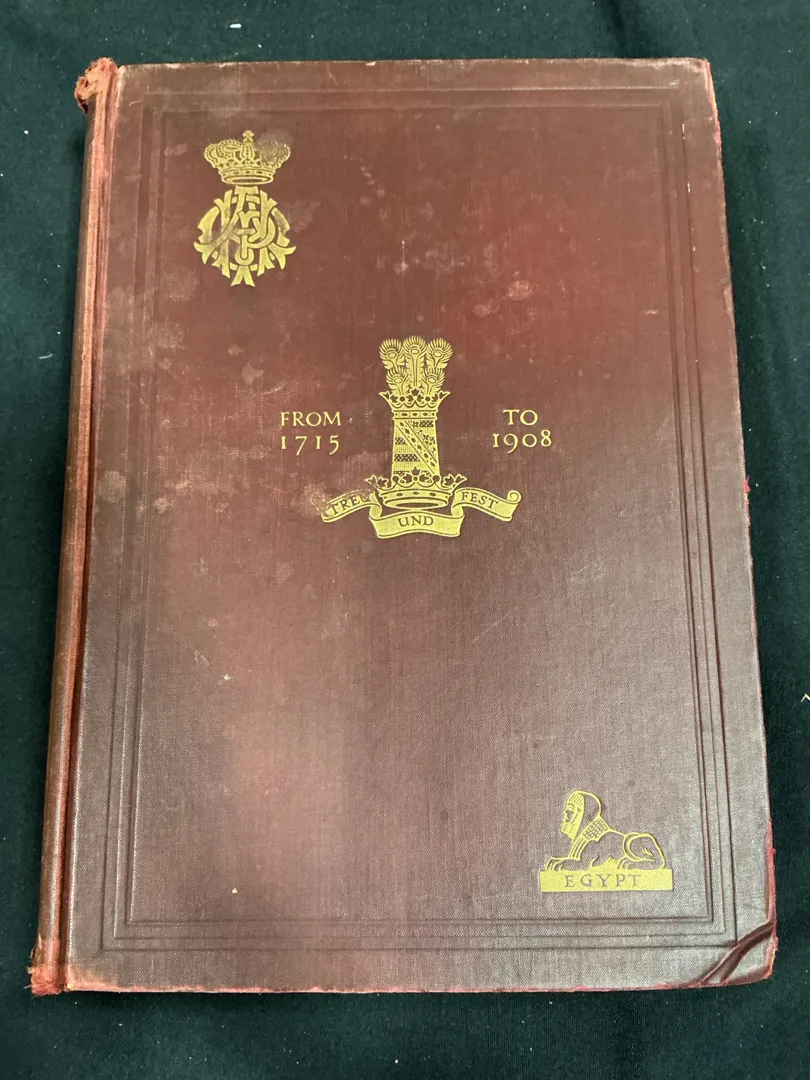 FROM
1715
TO
1908
TREU
UND
FEST
EGYPT